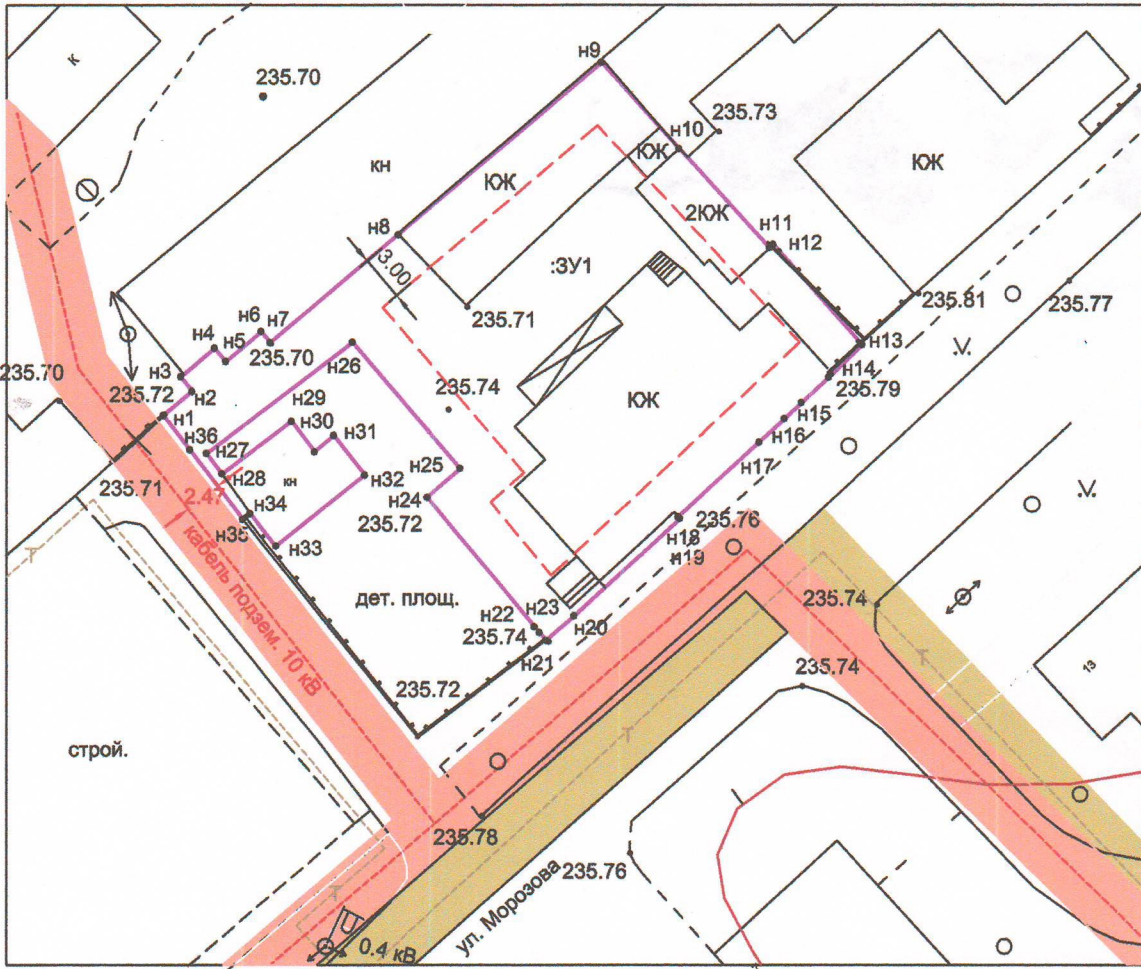 к
235.70
н9
235.73
н10
КЖ
кн
КЖ
КЖ
2КЖ
н8
н11
н12
3.00
:ЗУ1
235.81
235.77
235.71
н6
н7
н4
н5
235.70
н13
V.
н26
н3
н14
235.70
235.72
н2
235.79
235.74
н29
КЖ
н1
н30
н15
н31
н36
н16
н27
н17
н25
н32
н28
кн
235.71
2.47
н24
н34
235.72
V.
н35
235.76
н18
н33
н19
Т
кабель подзем. 10 кВ
дет. площ.
235.74
н23
н22
н20
235.74
н21
Т
235.74
1з
235.72
Т
строй.
235.78
235.76
ул. Морозова
Т
0.4 кВ